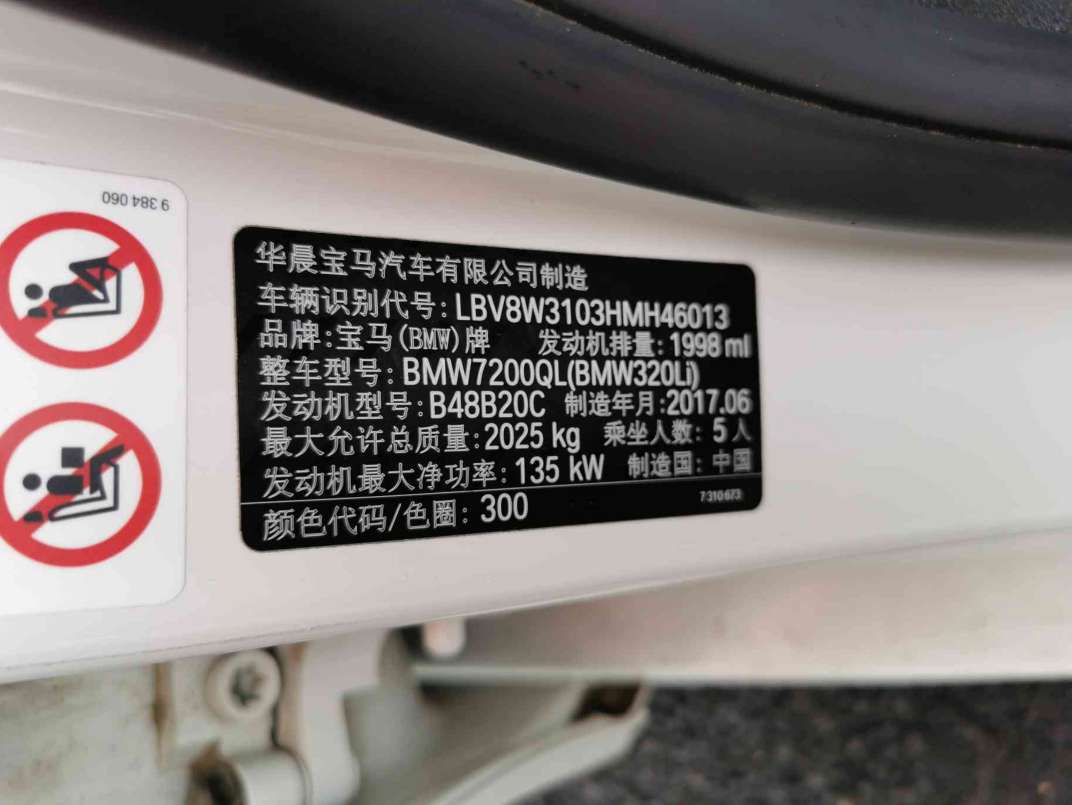 9 384 060
华晨宝马汽车有限公司制造
车辆识别代号: LBV8W3103HMH46013
品牌:宝马(BMW)牌 发动机排量: 1998 ml
整车型号: BMW7200QL(BMW320Li)
发动机型号: B48B20C 制造年月:2017.06
最大允许总质量: 2025 kg 乘坐人数: 5人
发动机最大净功率: 135 kW 制造国: 中国
颜色代码/色圈: 300 7 310 673